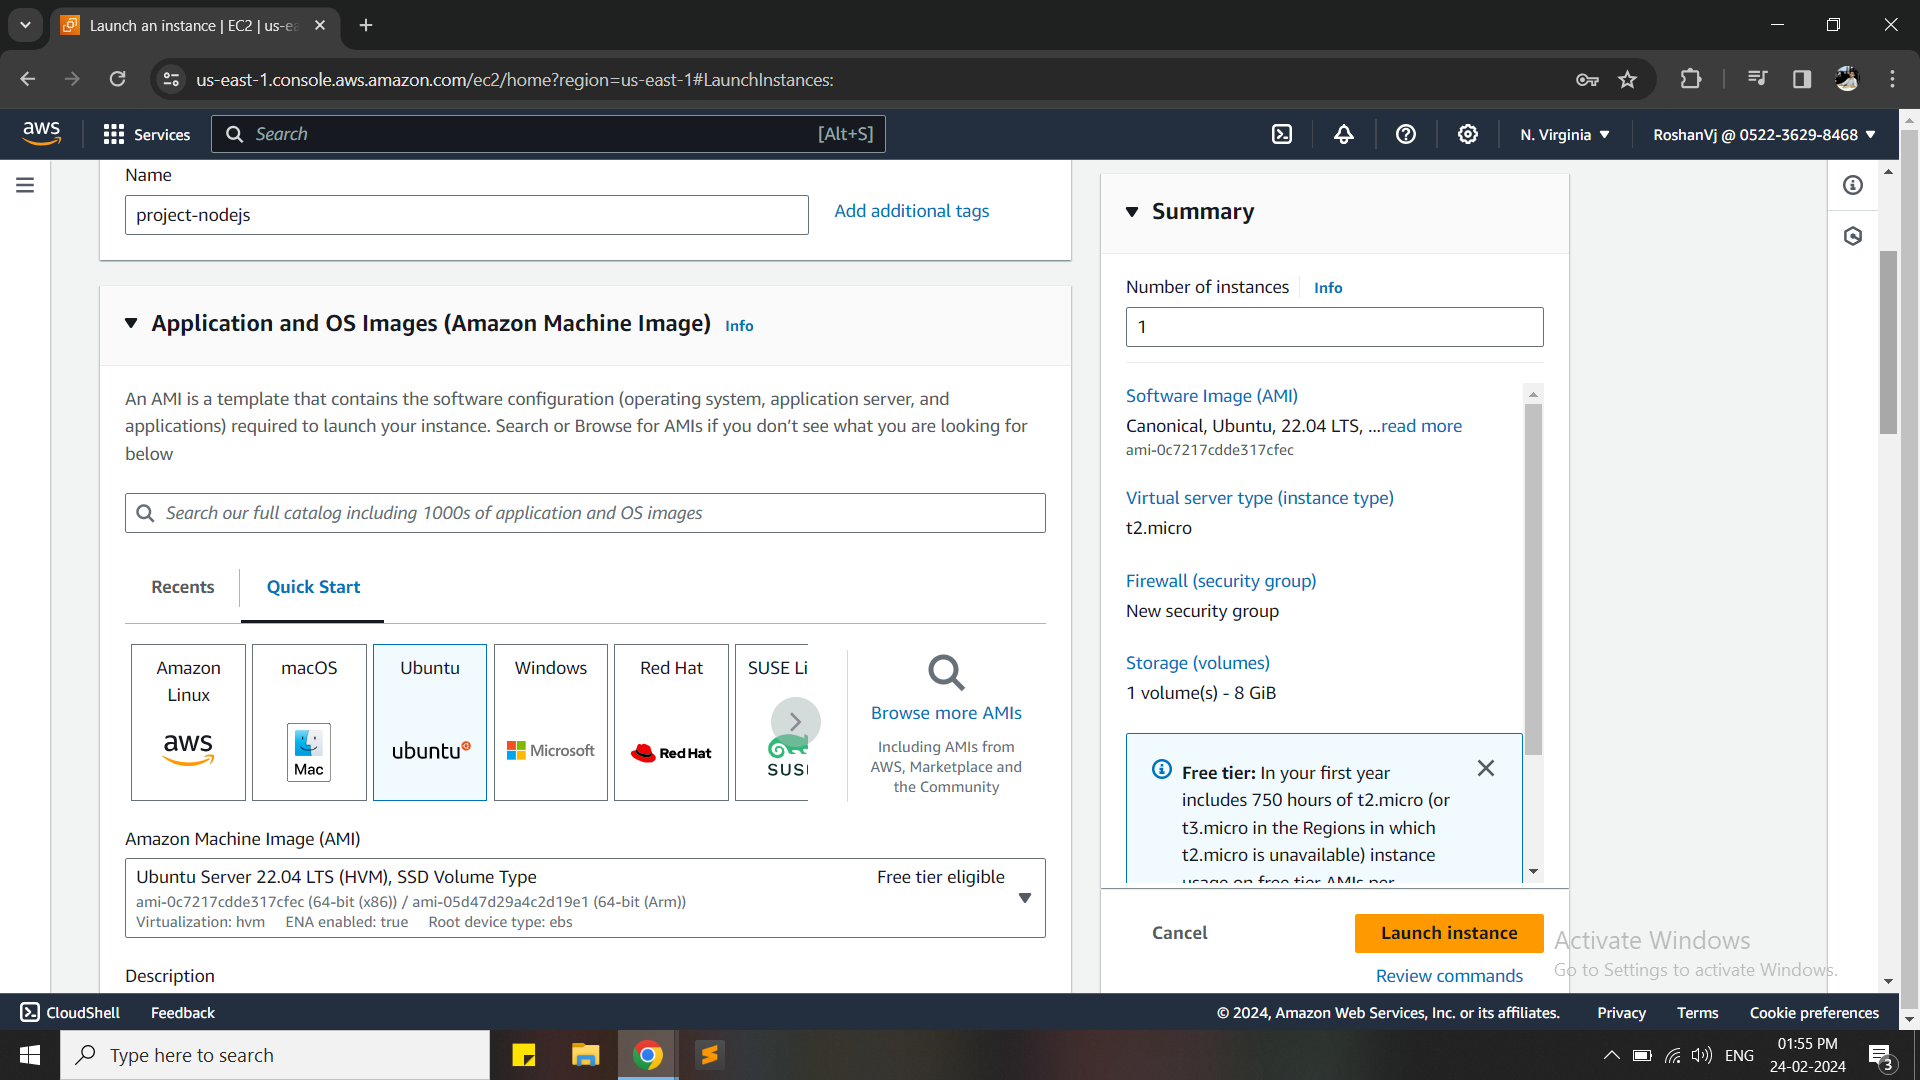 Launch an instance | EC2 | us-ea
us-east-1.console.aws.amazon.com/ec2/home?region=us-east-1#LaunchInstances:
aws
Services
Search
[Alt+S]
N. Virginia
RoshanVj @ 0522-3629-8468
Name
project-nodejs
Add additional tags
Application and OS Images (Amazon Machine Image) Info
An AMI is a template that contains the software configuration (operating system, application server, and
applications) required to launch your instance. Search or Browse for AMIs if you don’t see what you are looking for
below
Search our full catalog including 1000s of application and OS images
Recents
Quick Start
Amazon
Linux
aws
macOS
Mac
Ubuntu
ubuntu
Windows
Microsoft
Red Hat
Red Hat
SUSE Li
SUS
Browse more AMIs
Including AMIs from
AWS, Marketplace and
the Community
Amazon Machine Image (AMI)
Ubuntu Server 22.04 LTS (HVM), SSD Volume Type
Free tier eligible
ami-0c7217cdde317cfec (64-bit (x86)) / ami-05d47d29a4c2d19e1 (64-bit (Arm))
Virtualization: hvm ENA enabled: true Root device type: ebs
Description
Summary
Number of instances Info
1
Software Image (AMI)
Canonical, Ubuntu, 22.04 LTS, ...read more
ami-0c7217cdde317cfec
Virtual server type (instance type)
t2.micro
Firewall (security group)
New security group
Storage (volumes)
1 volume(s) - 8 GiB
Free tier: In your first year
includes 750 hours of t2.micro (or
t3.micro in the Regions in which
t2.micro is unavailable) instance
usage on free tier AMIs per
Cancel
Launch instance
Review commands
Activate Windows
Go to Settings to activate Windows.
CloudShell
Feedback
© 2024, Amazon Web Services, Inc. or its affiliates.
Privacy
Terms
Cookie preferences
Type here to search
ENG
01:55 PM
24-02-2024
3